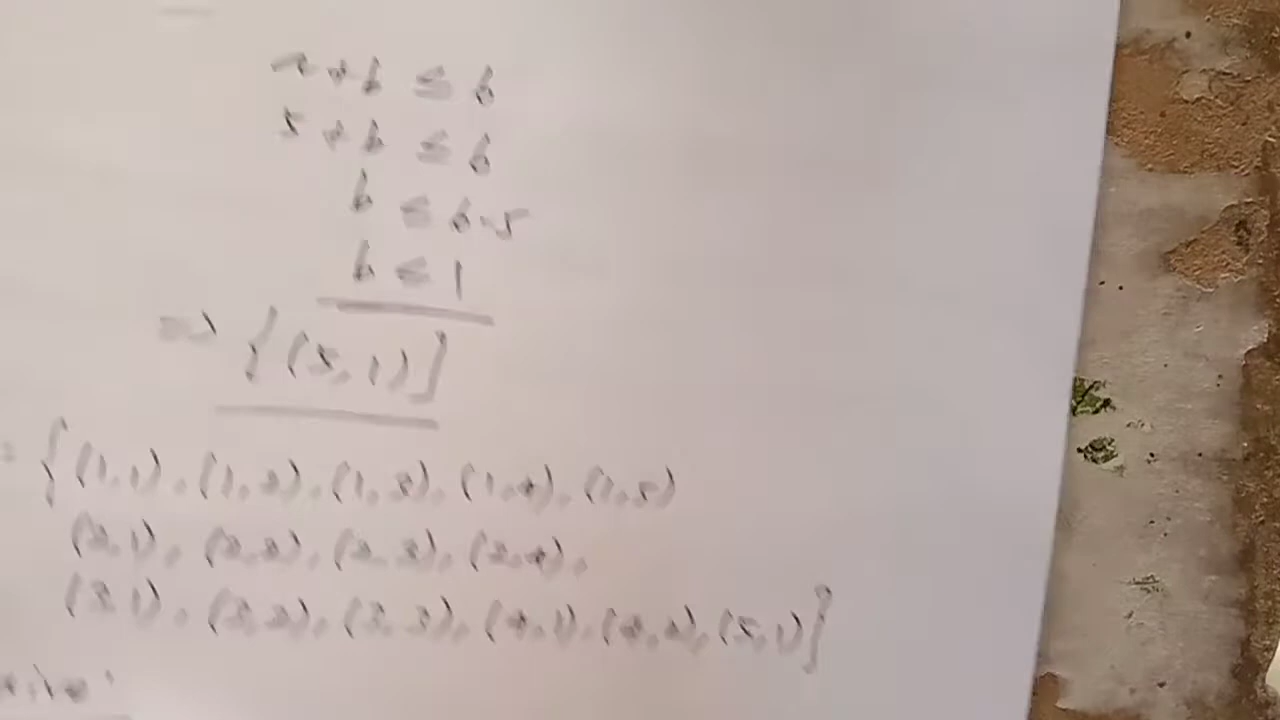 a + b ≤ 6
5 + b ≤ 6
b ≤ 6-5
b ≤ 1
=> {(5,1)}
= {(1,1), (1,2), (1,3), (1,4), (1,5)
(2,1), (2,2), (2,3), (2,4),
(3,1), (3,2), (3,3), (4,1), (4,2), (5,1)}